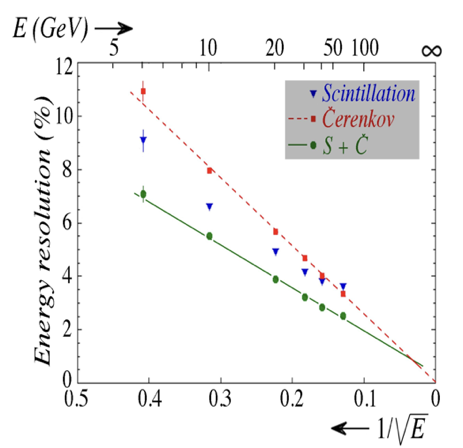 E (GeV) →
5 10 20 30 50 100 ∞
12
10
8
6
4
2
0
Energy resolution (%)
Scintillation
Čerenkov
S + Č
0.5 0.4 0.3 0.2 0.1 0
← 1/√E